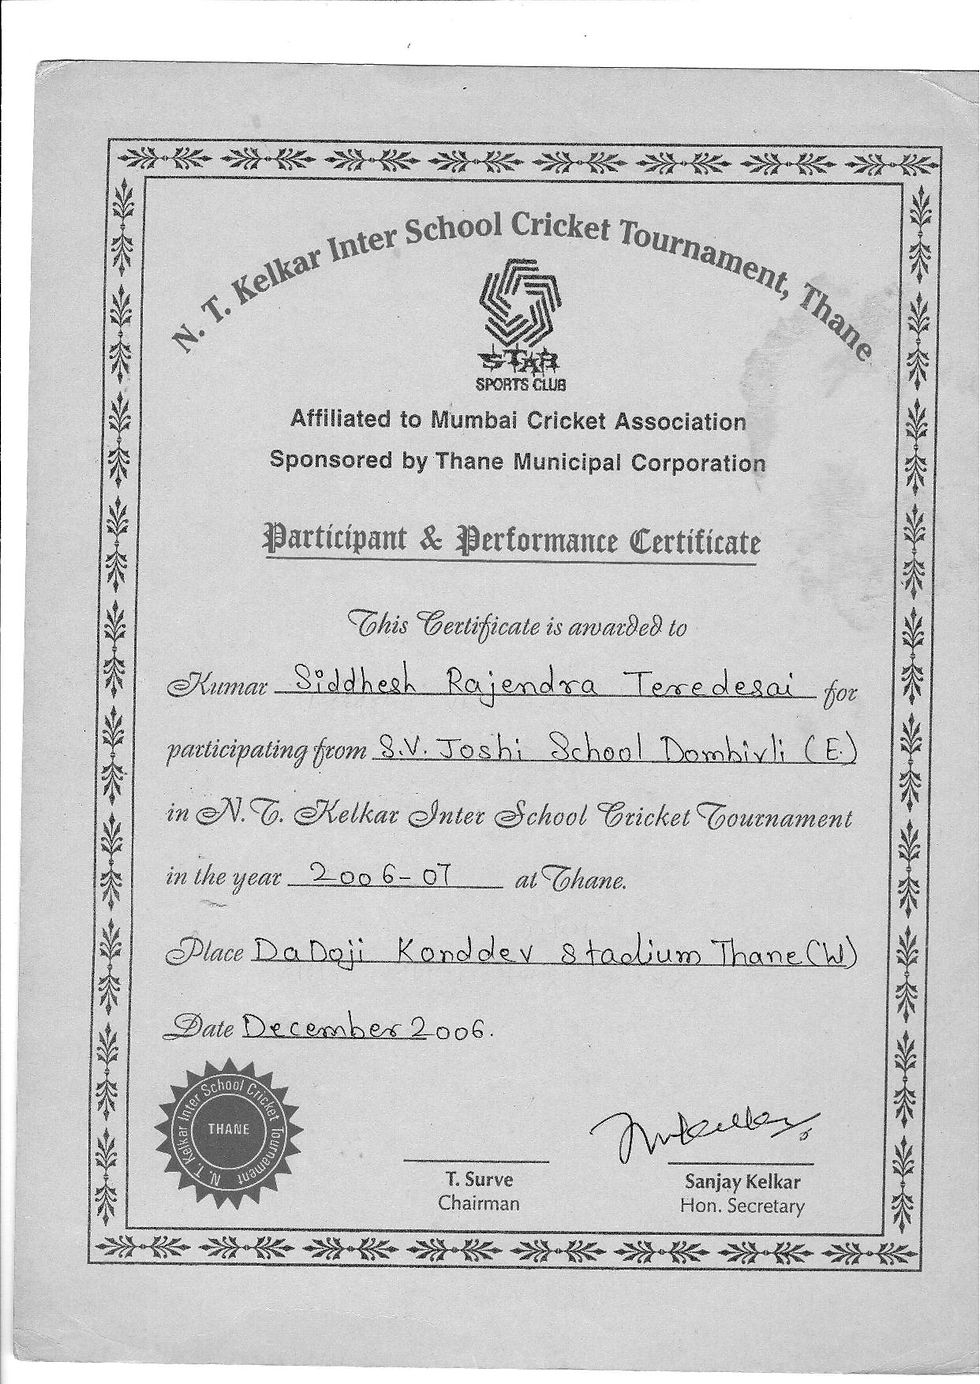 N. T. Kelkar Inter School Cricket Tournament, Thane
STAR
SPORTS CLUB
Affiliated to Mumbai Cricket Association
Sponsored by Thane Municipal Corporation
Participant & Performance Certificate
This Certificate is awarded to
Kumar Siddhesh Rajendra Teredesai for
participating from S.V. Joshi School Dombivli (E.)
in N.T. Kelkar Inter School Cricket Tournament
in the year 2006-07 at Thane.
Place DaDoji Konddev Stadium Thane (W)
Date December 2006.
N. T. Kelkar Inter School Cricket Tournament
THANE
T. Surve
Chairman
Sanjay Kelkar
Hon. Secretary